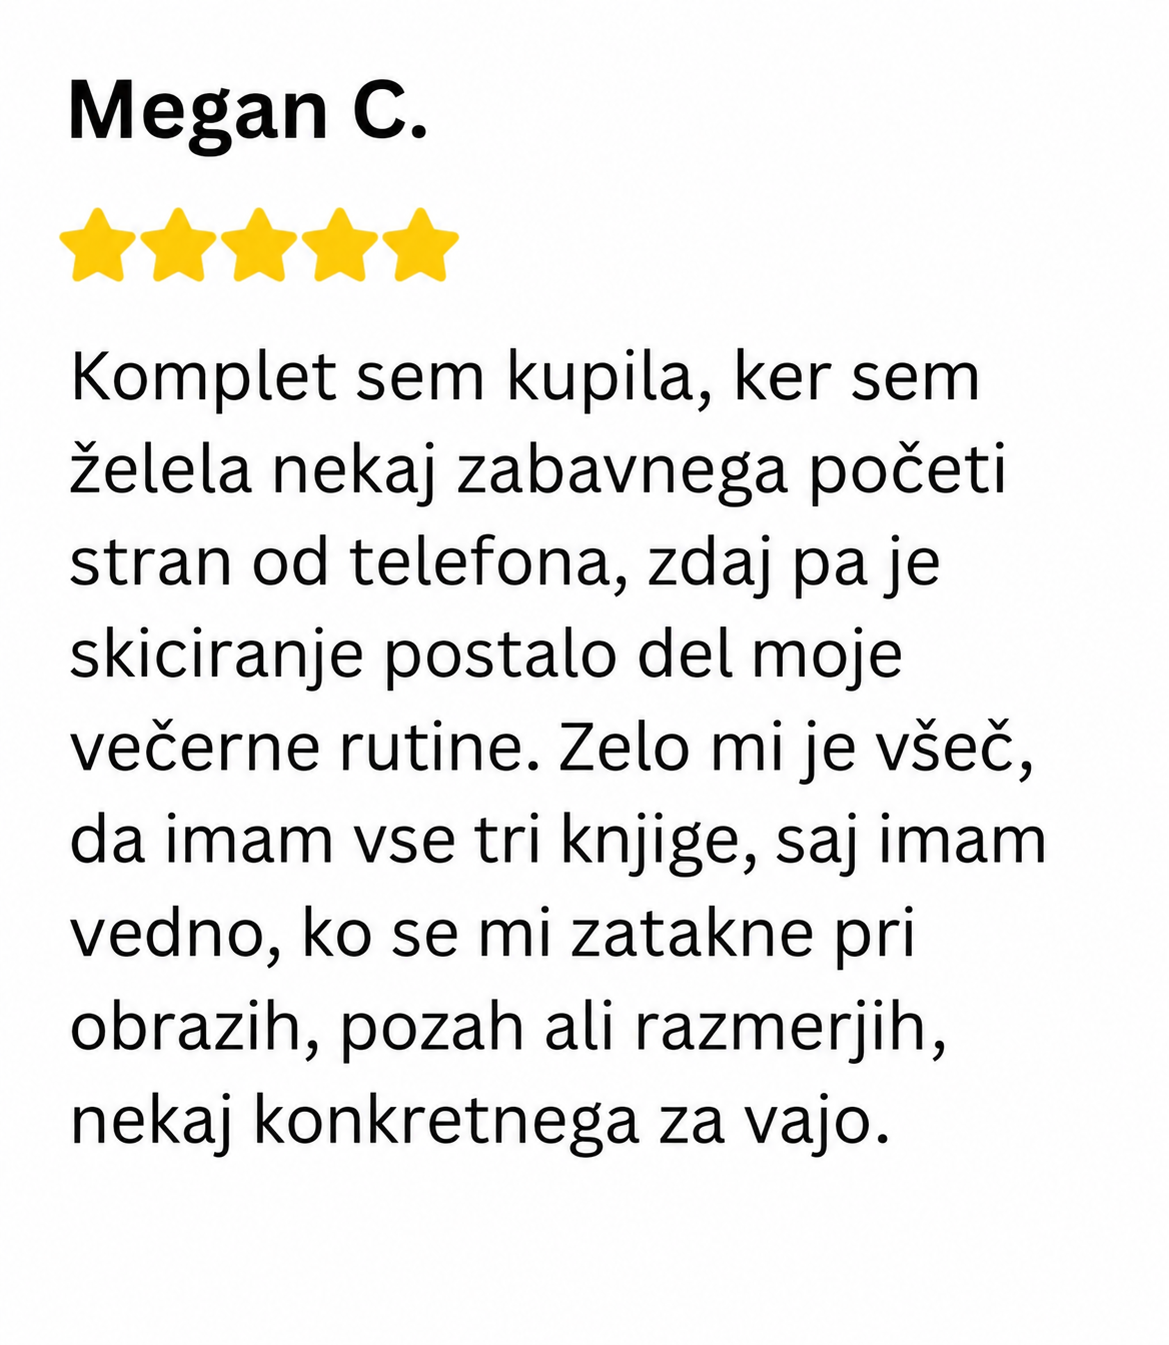 Megan C.
Komplet sem kupila, ker sem
želela nekaj zabavnega početi
stran od telefona, zdaj pa je
skiciranje postalo del moje
večerne rutine. Zelo mi je všeč,
da imam vse tri knjige, saj imam
vedno, ko se mi zatakne pri
obrazih, pozah ali razmerjih,
nekaj konkretnega za vajo.